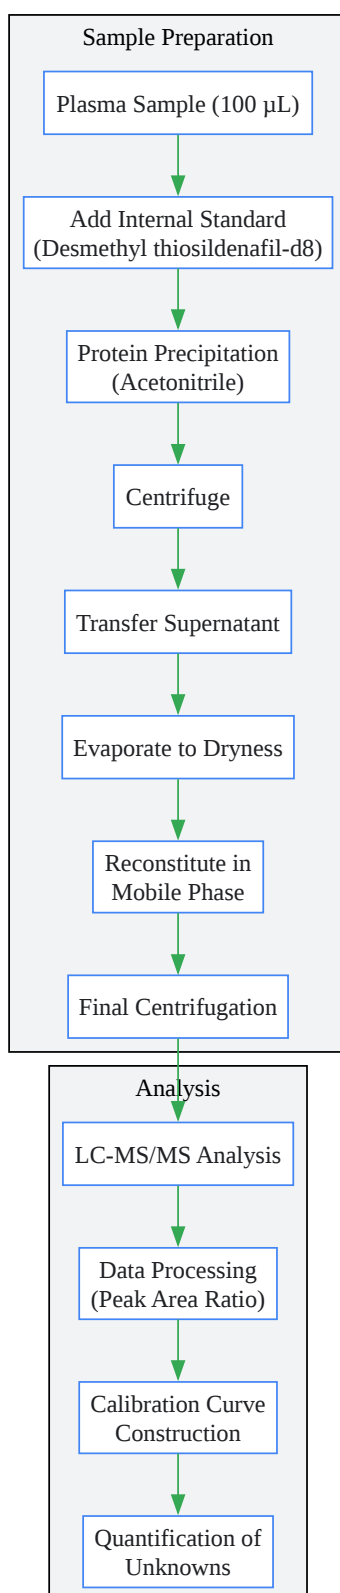 Sample Preparation
Plasma Sample (100 µL)
Add Internal Standard
(Desmethyl thiosildenafil-d8)
Protein Precipitation
(Acetonitrile)
Centrifuge
Transfer Supernatant
Evaporate to Dryness
Reconstitute in
Mobile Phase
Final Centrifugation
Analysis
LC-MS/MS Analysis
Data Processing
(Peak Area Ratio)
Calibration Curve
Construction
Quantification of
Unknowns